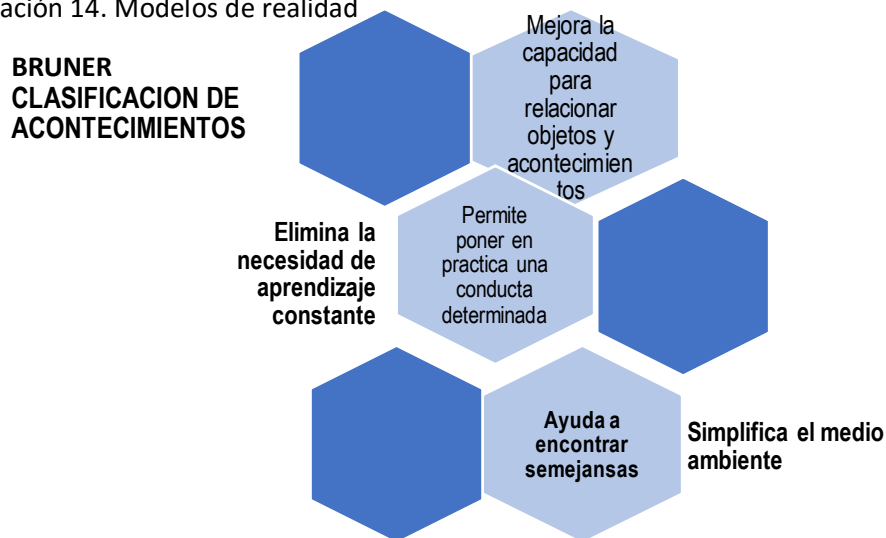 ación 14. Modelos de realidad
BRUNER
CLASIFICACION DE
ACONTECIMIENTOS
Mejora la
capacidad
para
relacionar
objetos y
acontecimien
tos
Elimina la
necesidad de
aprendizaje
constante
Permite
poner en
practica una
conducta
determinada
Ayuda a
encontrar
semejansas
Simplifica el medio
ambiente